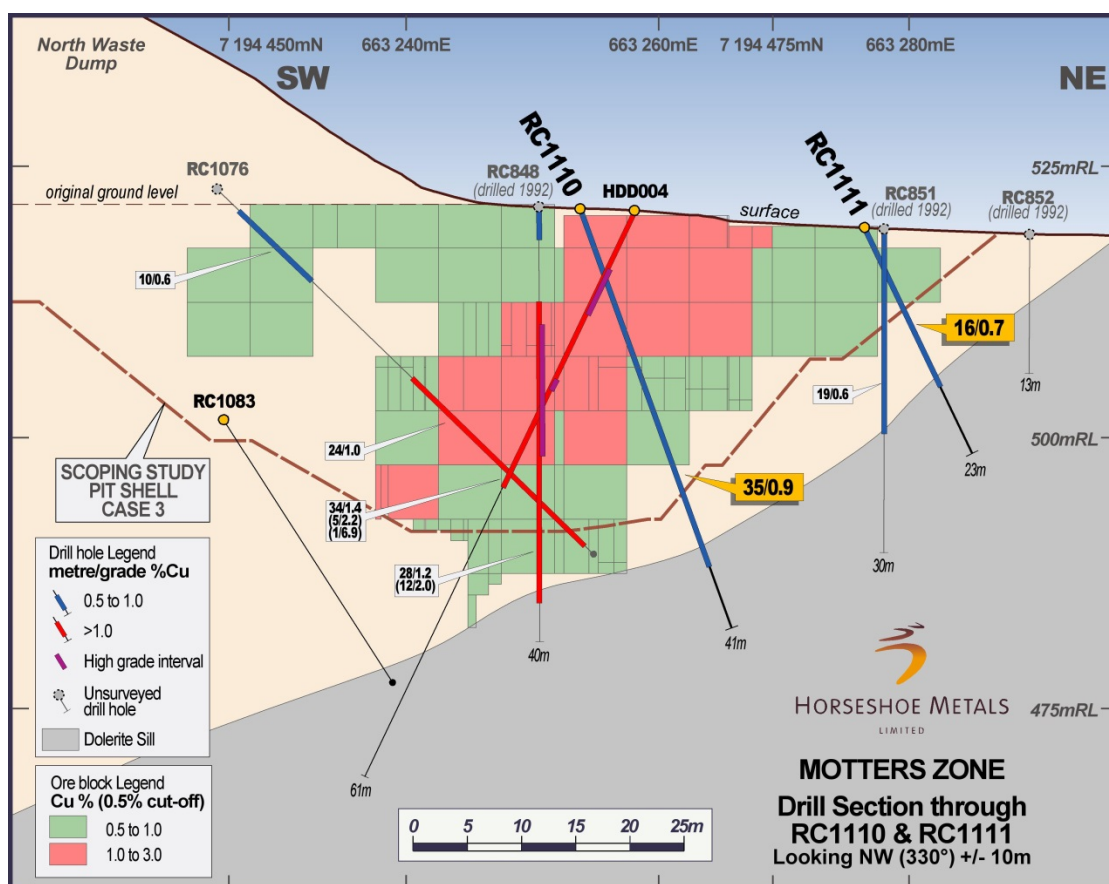 North Waste
Dump
7 194 450mN
663 240mE
663 260mE
7 194 475mN
663 280mE
SW
NE
RC1076
original ground level
RC848
(drilled 1992)
RC1110
HDD004
surface
RC1111
RC851
(drilled 1992)
RC852
(drilled 1992)
525mRL
10/0.6
16/0.7
19/0.6
13m
RC1083
500mRL
23m
24/1.0
SCOPING STUDY
PIT SHELL
CASE 3
34/1.4
(5/2.2)
(1/6.9)
35/0.9
28/1.2
(12/2.0)
30m
40m
41m
61m
475mRL
Drill hole Legend
metre/grade %Cu
0.5 to 1.0
>1.0
High grade interval
Unsurveyed
drill hole
Dolerite Sill
Ore block Legend
Cu % (0.5% cut-off)
0.5 to 1.0
1.0 to 3.0
0 5 10 15 20 25m
HORSESHOE METALS
LIMITED
MOTTERS ZONE
Drill Section through
RC1110 & RC1111
Looking NW (330°) +/- 10m